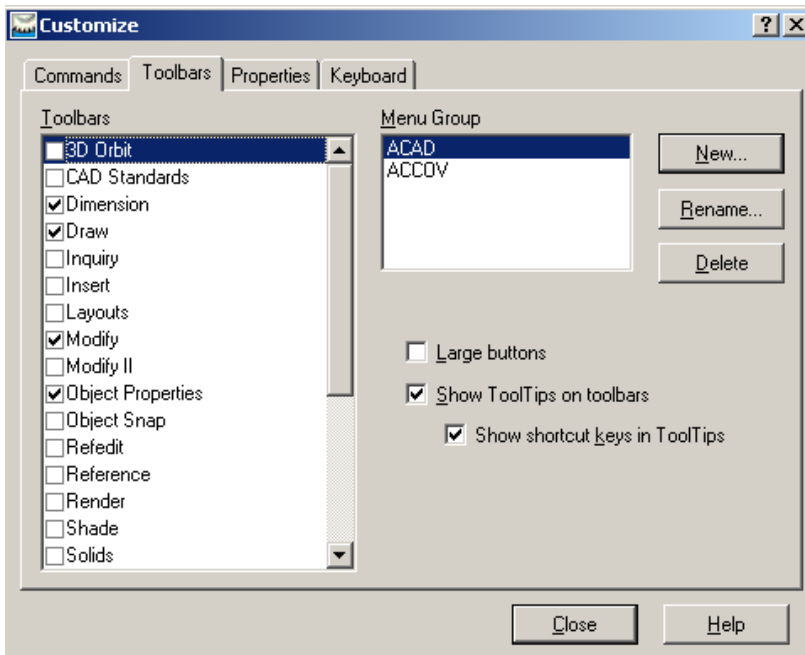 Customize
Commands Toolbars Properties Keyboard
Toolbars
3D Orbit
CAD Standards
Dimension
Draw
Inquiry
Insert
Layouts
Modify
Modify II
Object Properties
Object Snap
Refedit
Reference
Render
Shade
Solids
Menu Group
ACAD
ACCOV
New...
Rename...
Delete
Large buttons
Show ToolTips on toolbars
Show shortcut keys in ToolTips
Close Help